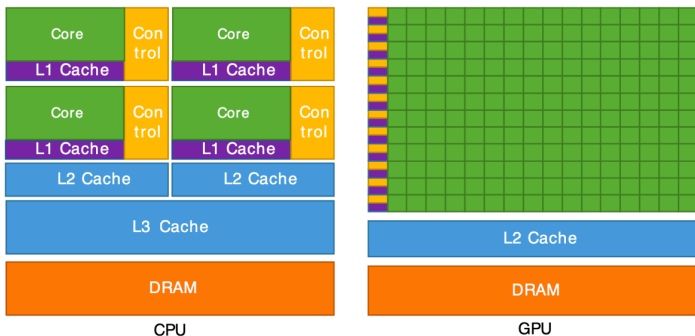 Core
Con
trol
L1 Cache
Core
Con
trol
L1 Cache
Core
Con
trol
L1 Cache
Core
Con
trol
L1 Cache
L2 Cache
L2 Cache
L3 Cache
DRAM
CPU
L2 Cache
DRAM
GPU